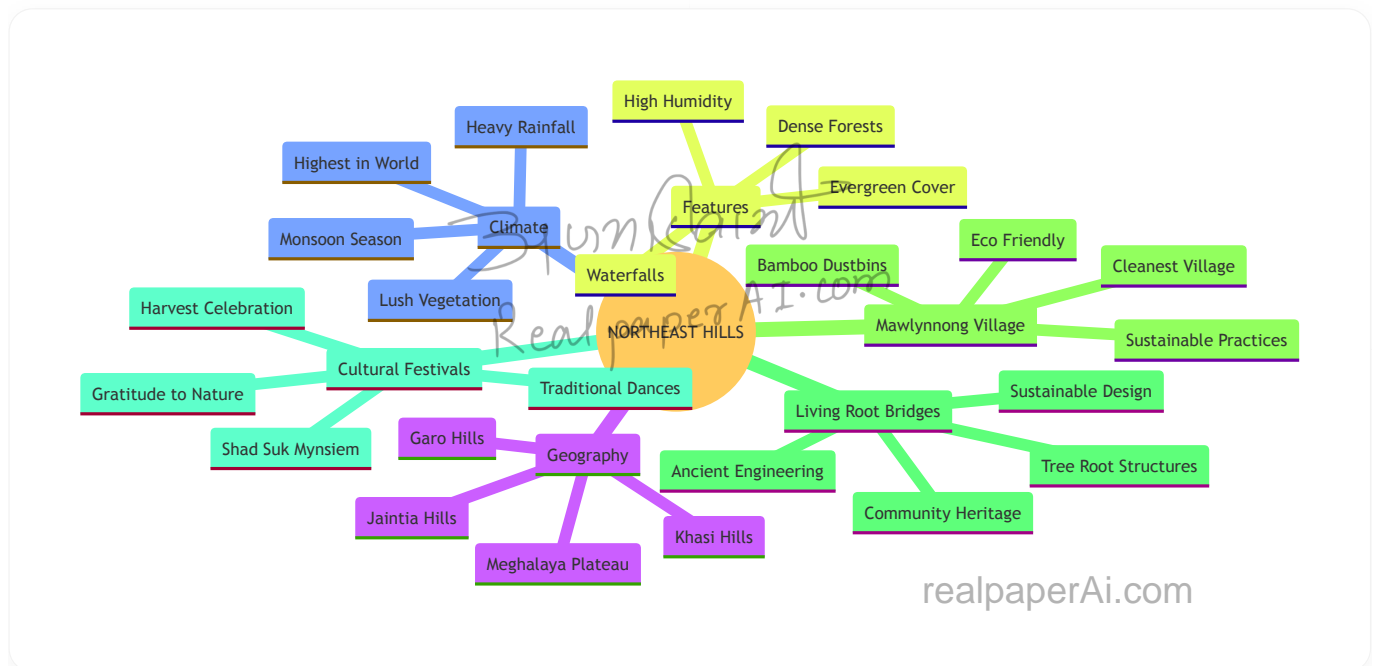 NORTHEAST HILLS
Climate
Heavy Rainfall
Highest in World
Monsoon Season
Lush Vegetation
Features
High Humidity
Dense Forests
Evergreen Cover
Waterfalls
Mawlynnong Village
Bamboo Dustbins
Eco Friendly
Cleanest Village
Sustainable Practices
Living Root Bridges
Sustainable Design
Tree Root Structures
Community Heritage
Ancient Engineering
Geography
Garo Hills
Jaintia Hills
Meghalaya Plateau
Khasi Hills
Cultural Festivals
Harvest Celebration
Gratitude to Nature
Shad Suk Mynsiem
Traditional Dances
RealpaperAI.com
realpaperAi.com